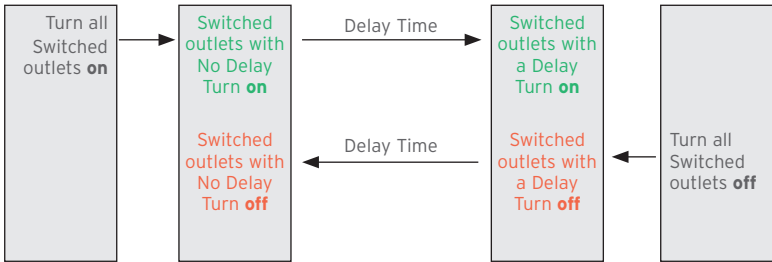 Turn all
Switched
outlets on
Switched
outlets with
No Delay
Turn on
Delay Time
Switched
outlets with
a Delay
Turn on
Switched
outlets with
No Delay
Turn off
Delay Time
Switched
outlets with
a Delay
Turn off
Turn all
Switched
outlets off